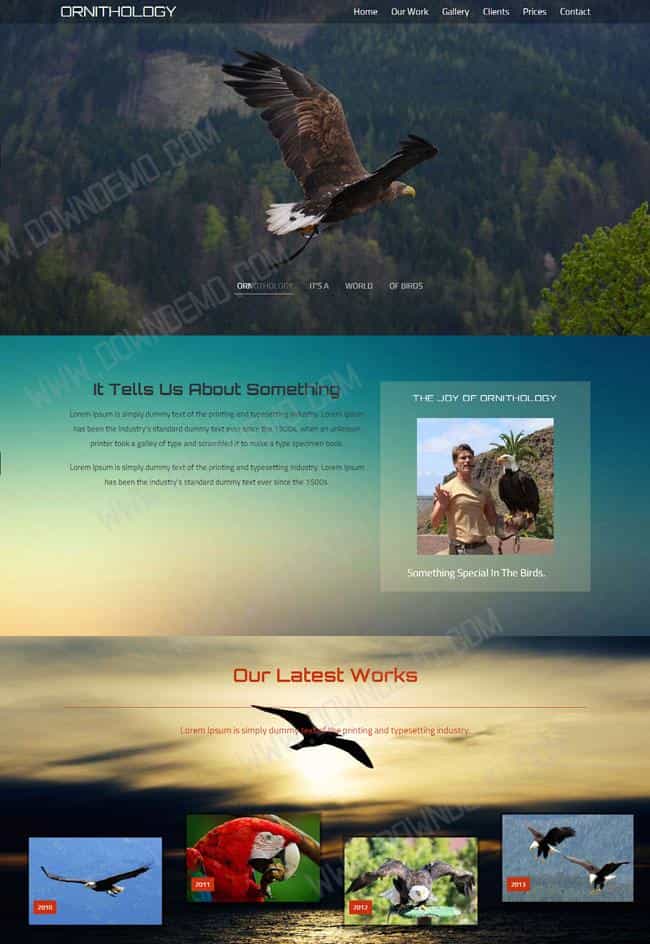 ORNITHOLOGY
Home Our Work Gallery Clients Prices Contact
WWW.DOWNDEMO.COM
ORNOTHOLOGY IT'S A WORLD OF BIRDS
It Tells Us About Something
Lorem Ipsum is simply dummy text of the printing and typesetting industry. Lorem Ipsum
has been the industry's standard dummy text ever since the 1500s, when an unknown
printer took a galley of type and scrambled it to make a type specimen book.
Lorem Ipsum is simply dummy text of the printing and typesetting industry. Lorem Ipsum
has been the industry's standard dummy text ever since the 1500s.
THE JOY OF ORNITHOLOGY
Something Special In The Birds.
Our Latest Works
Lorem Ipsum is simply dummy text of the printing and typesetting industry.
2010
2011
2012
2013